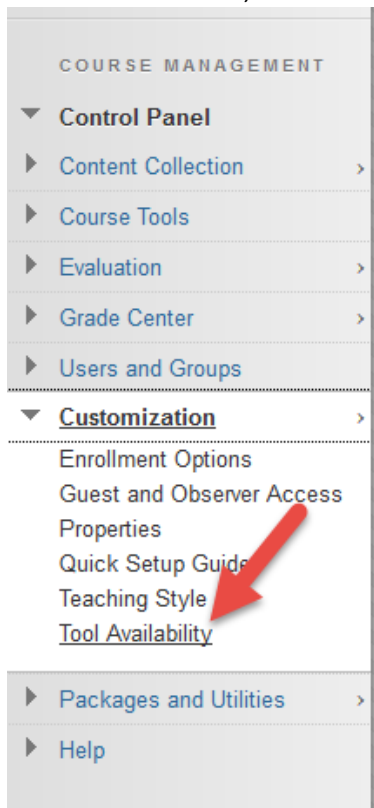 COURSE MANAGEMENT
Control Panel
Content Collection
Course Tools
Evaluation
Grade Center
Users and Groups
Customization
Enrollment Options
Guest and Observer Access
Properties
Quick Setup Guide
Teaching Style
Tool Availability
Packages and Utilities
Help